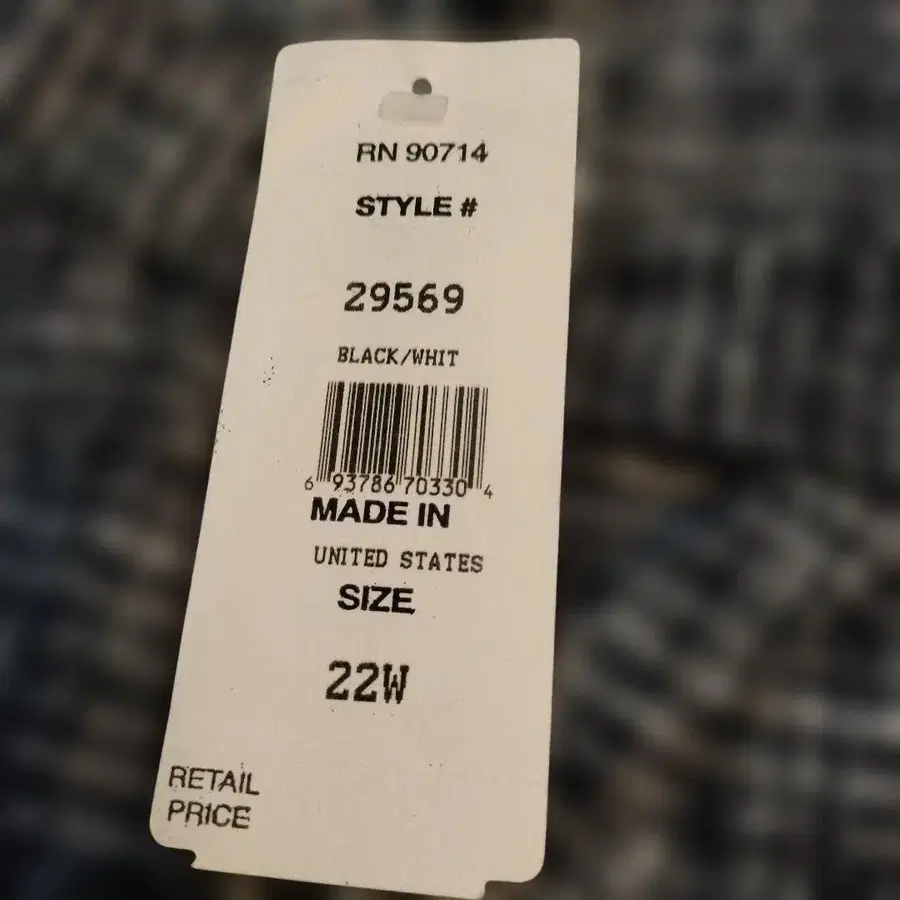 RN 90714
STYLE #
29569
BLACK/WHIT
6 93786 70330 4
MADE IN
UNITED STATES
SIZE
22W
RETAIL
PRICE